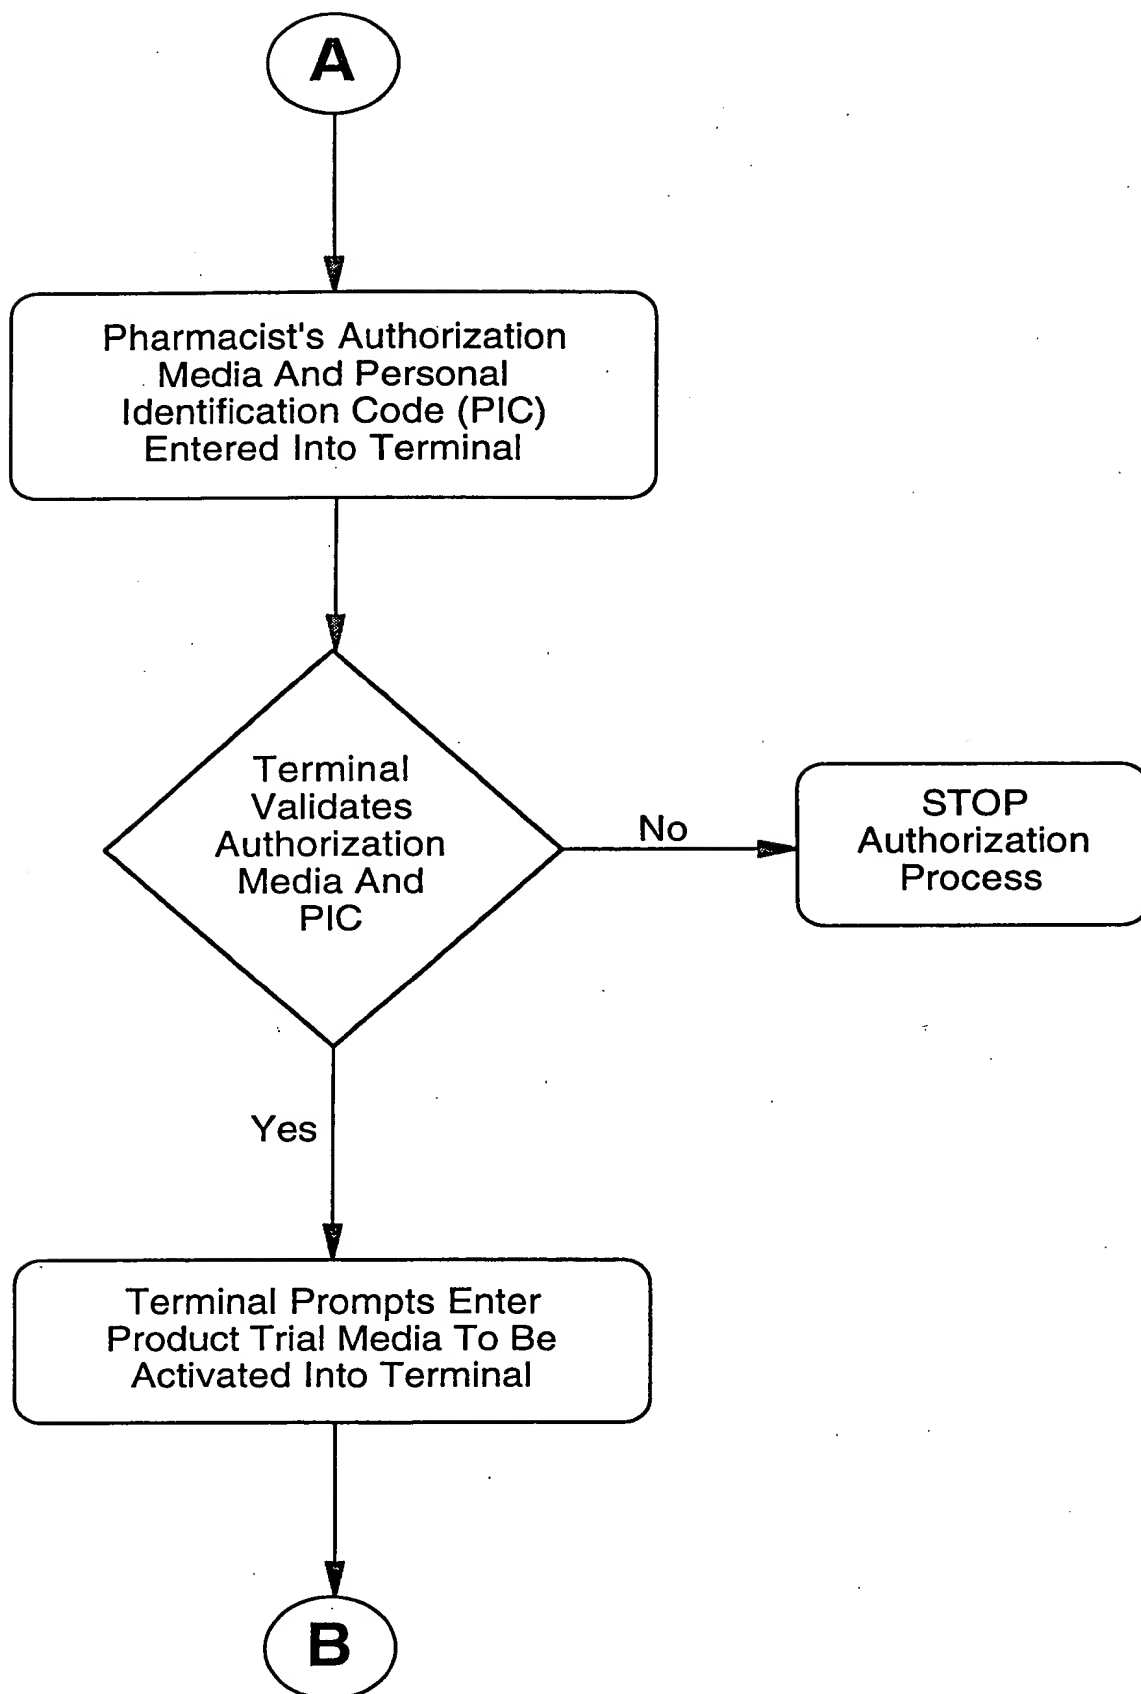 A
Pharmacist's Authorization
Media And Personal
Identification Code (PIC)
Entered Into Terminal
Terminal
Validates
Authorization
Media And
PIC
No
STOP
Authorization
Process
Yes
Terminal Prompts Enter
Product Trial Media To Be
Activated Into Terminal
B